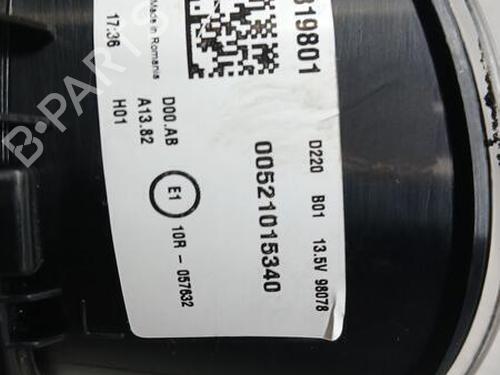 319801
Made in Romania
17:36
D220 B01 13.5V 98078
00521015340
D00.AB
A13.82
H01
E1
10R - 057632
B-PARTS